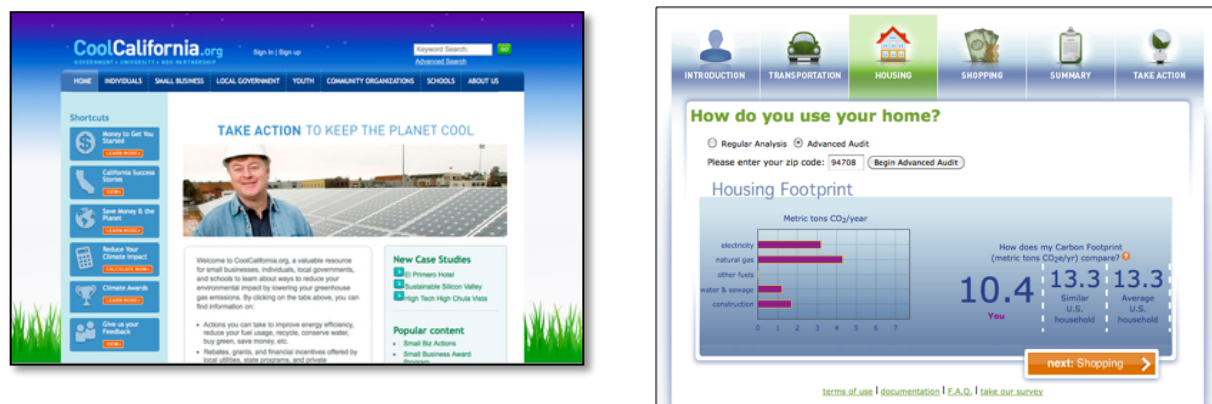 CoolCalifornia.org
GOVERNMENT • UNIVERSITY • NGO PARTNERSHIP
Sign In | Sign up
Keyword Search:
GO
Advanced Search
HOME INDIVIDUALS SMALL BUSINESS LOCAL GOVERNMENT YOUTH COMMUNITY ORGANIZATIONS SCHOOLS ABOUT US
Shortcuts
Money to Get You
Started
LEARN MORE
California Success
Stories
VIEW
Save Money & the
Planet
LEARN MORE
Reduce Your
Climate Impact
CALCULATE NOW
Climate Awards
LEARN MORE
Give us your
Feedback
VIEW
TAKE ACTION TO KEEP THE PLANET COOL
Welcome to CoolCalifornia.org, a valuable resource
for small businesses, individuals, local governments,
and schools to learn about ways to reduce your
environmental impact by lowering your greenhouse
gas emissions. By clicking on the tabs above, you can
find information on:
• Actions you can take to improve energy efficiency,
reduce your fuel usage, recycle, conserve water,
buy green, save money, etc.
• Rebates, grants, and financial incentives offered by
local utilities, state programs, and private
New Case Studies
El Primero Hotel
Sustainable Silicon Valley
High Tech High Chula Vista
Popular content
• Small Biz Actions
• Small Business Award
Program
INTRODUCTION TRANSPORTATION HOUSING SHOPPING SUMMARY TAKE ACTION
How do you use your home?
Regular Analysis Advanced Audit
Please enter your zip code: 94708 Begin Advanced Audit
Housing Footprint
Metric tons CO2/year
electricity
natural gas
other fuels
water & sewage
construction
0 1 2 3 4 5 6 7
How does my Carbon Footprint
(metric tons CO2e/yr) compare? ?
10.4
You
13.3
Similar
U.S.
household
13.3
Average
U.S.
household
next: Shopping
terms of use | documentation | F.A.Q. | take our survey